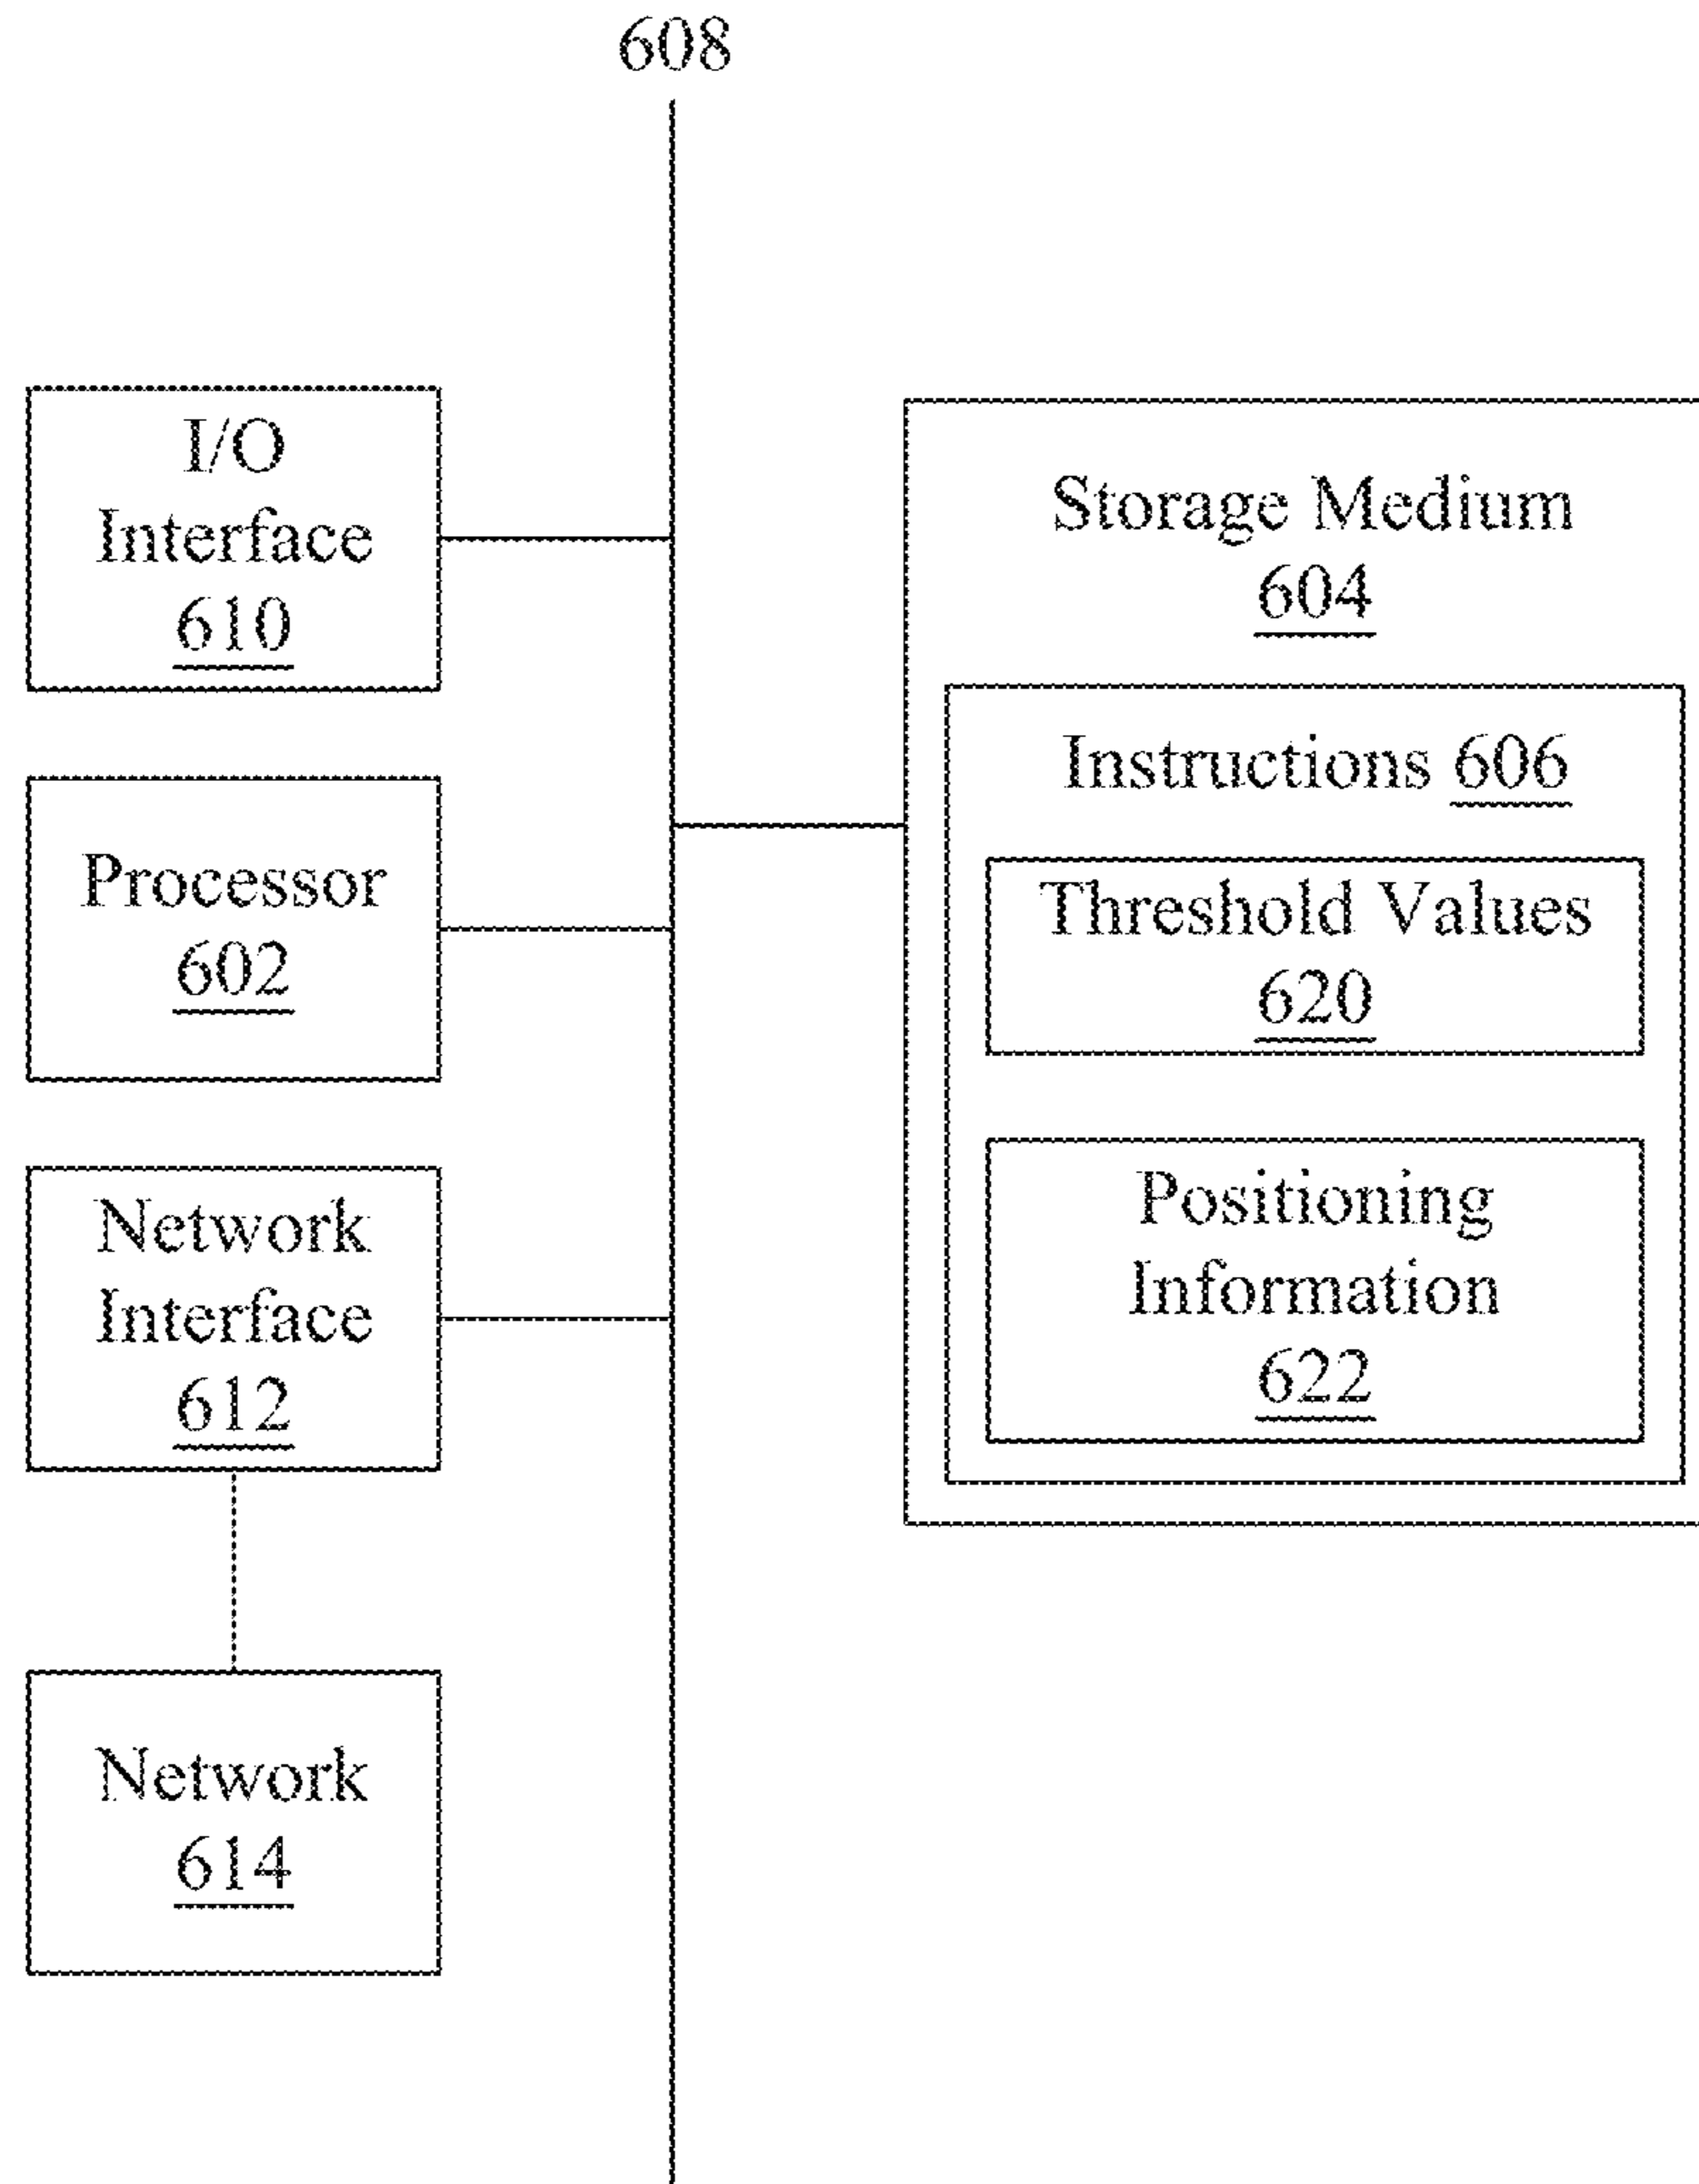 608
I/O
Interface
610
Processor
602
Network
Interface
612
Network
614
Storage Medium
604
Instructions 606
Threshold Values
620
Positioning
Information
622